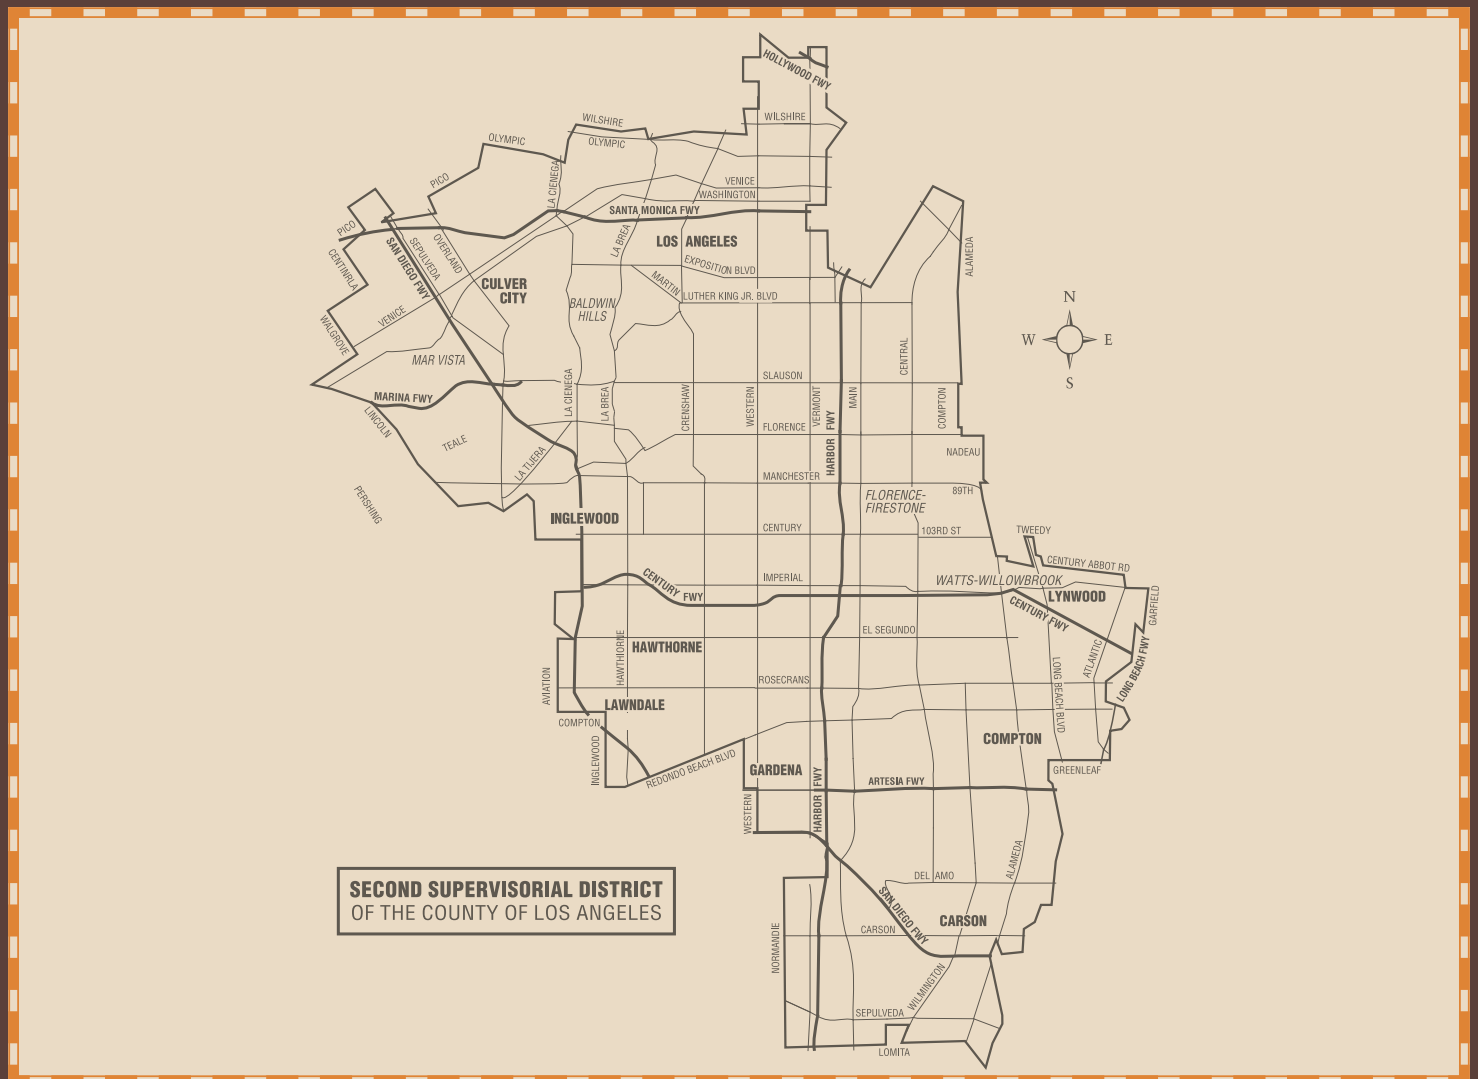 HOLLYWOOD FWY
WILSHIRE
WILSHIRE
OLYMPIC
OLYMPIC
LA CIENEGA
PICO
VENICE
WASHINGTON
SANTA MONICA FWY
PICO
CENTINRLA
SAN DIEGO FWY
SEPULVEDA
OVERLAND
LA BREA
LOS ANGELES
ALAMEDA
EXPOSITION BLVD
MARTIN
LUTHER KING JR. BLVD
CULVER
CITY
BALDWIN
HILLS
N
W
E
S
VENICE
WALGROVE
MAR VISTA
CENTRAL
SLAUSON
MARINA FWY
LA CIENEGA
LA BREA
CRENSHAW
WESTERN
VERMONT
MAIN
COMPTON
LINCOLN
FLORENCE
HARBOR FWY
TEALE
LA TIJERA
NADEAU
MANCHESTER
89TH
PERSHING
FLORENCE-
FIRESTONE
INGLEWOOD
CENTURY
103RD ST
TWEEDY
CENTURY ABBOT RD
CENTURY FWY
IMPERIAL
WATTS-WILLOWBROOK
LYNWOOD
GARFIELD
CENTURY FWY
EL SEGUNDO
HAWTHIORNE
HAWTHORNE
ATLANTIC
LONG BEACH FWY
LONG BEACH BLVD
AVIATION
ROSECRANS
LAWNDALE
COMPTON
COMPTON
INGLEWOOD
REDONDO BEACH BLVD
GARDENA
GREENLEAF
ARTESIA FWY
WESTERN
HARBOR FWY
ALAMEDA
DEL AMO
SECOND SUPERVISORIAL DISTRICT
OF THE COUNTY OF LOS ANGELES
SAN DIEGO FWY
CARSON
CARSON
NORMANDIE
WILMINGTON
SEPULVEDA
LOMITA